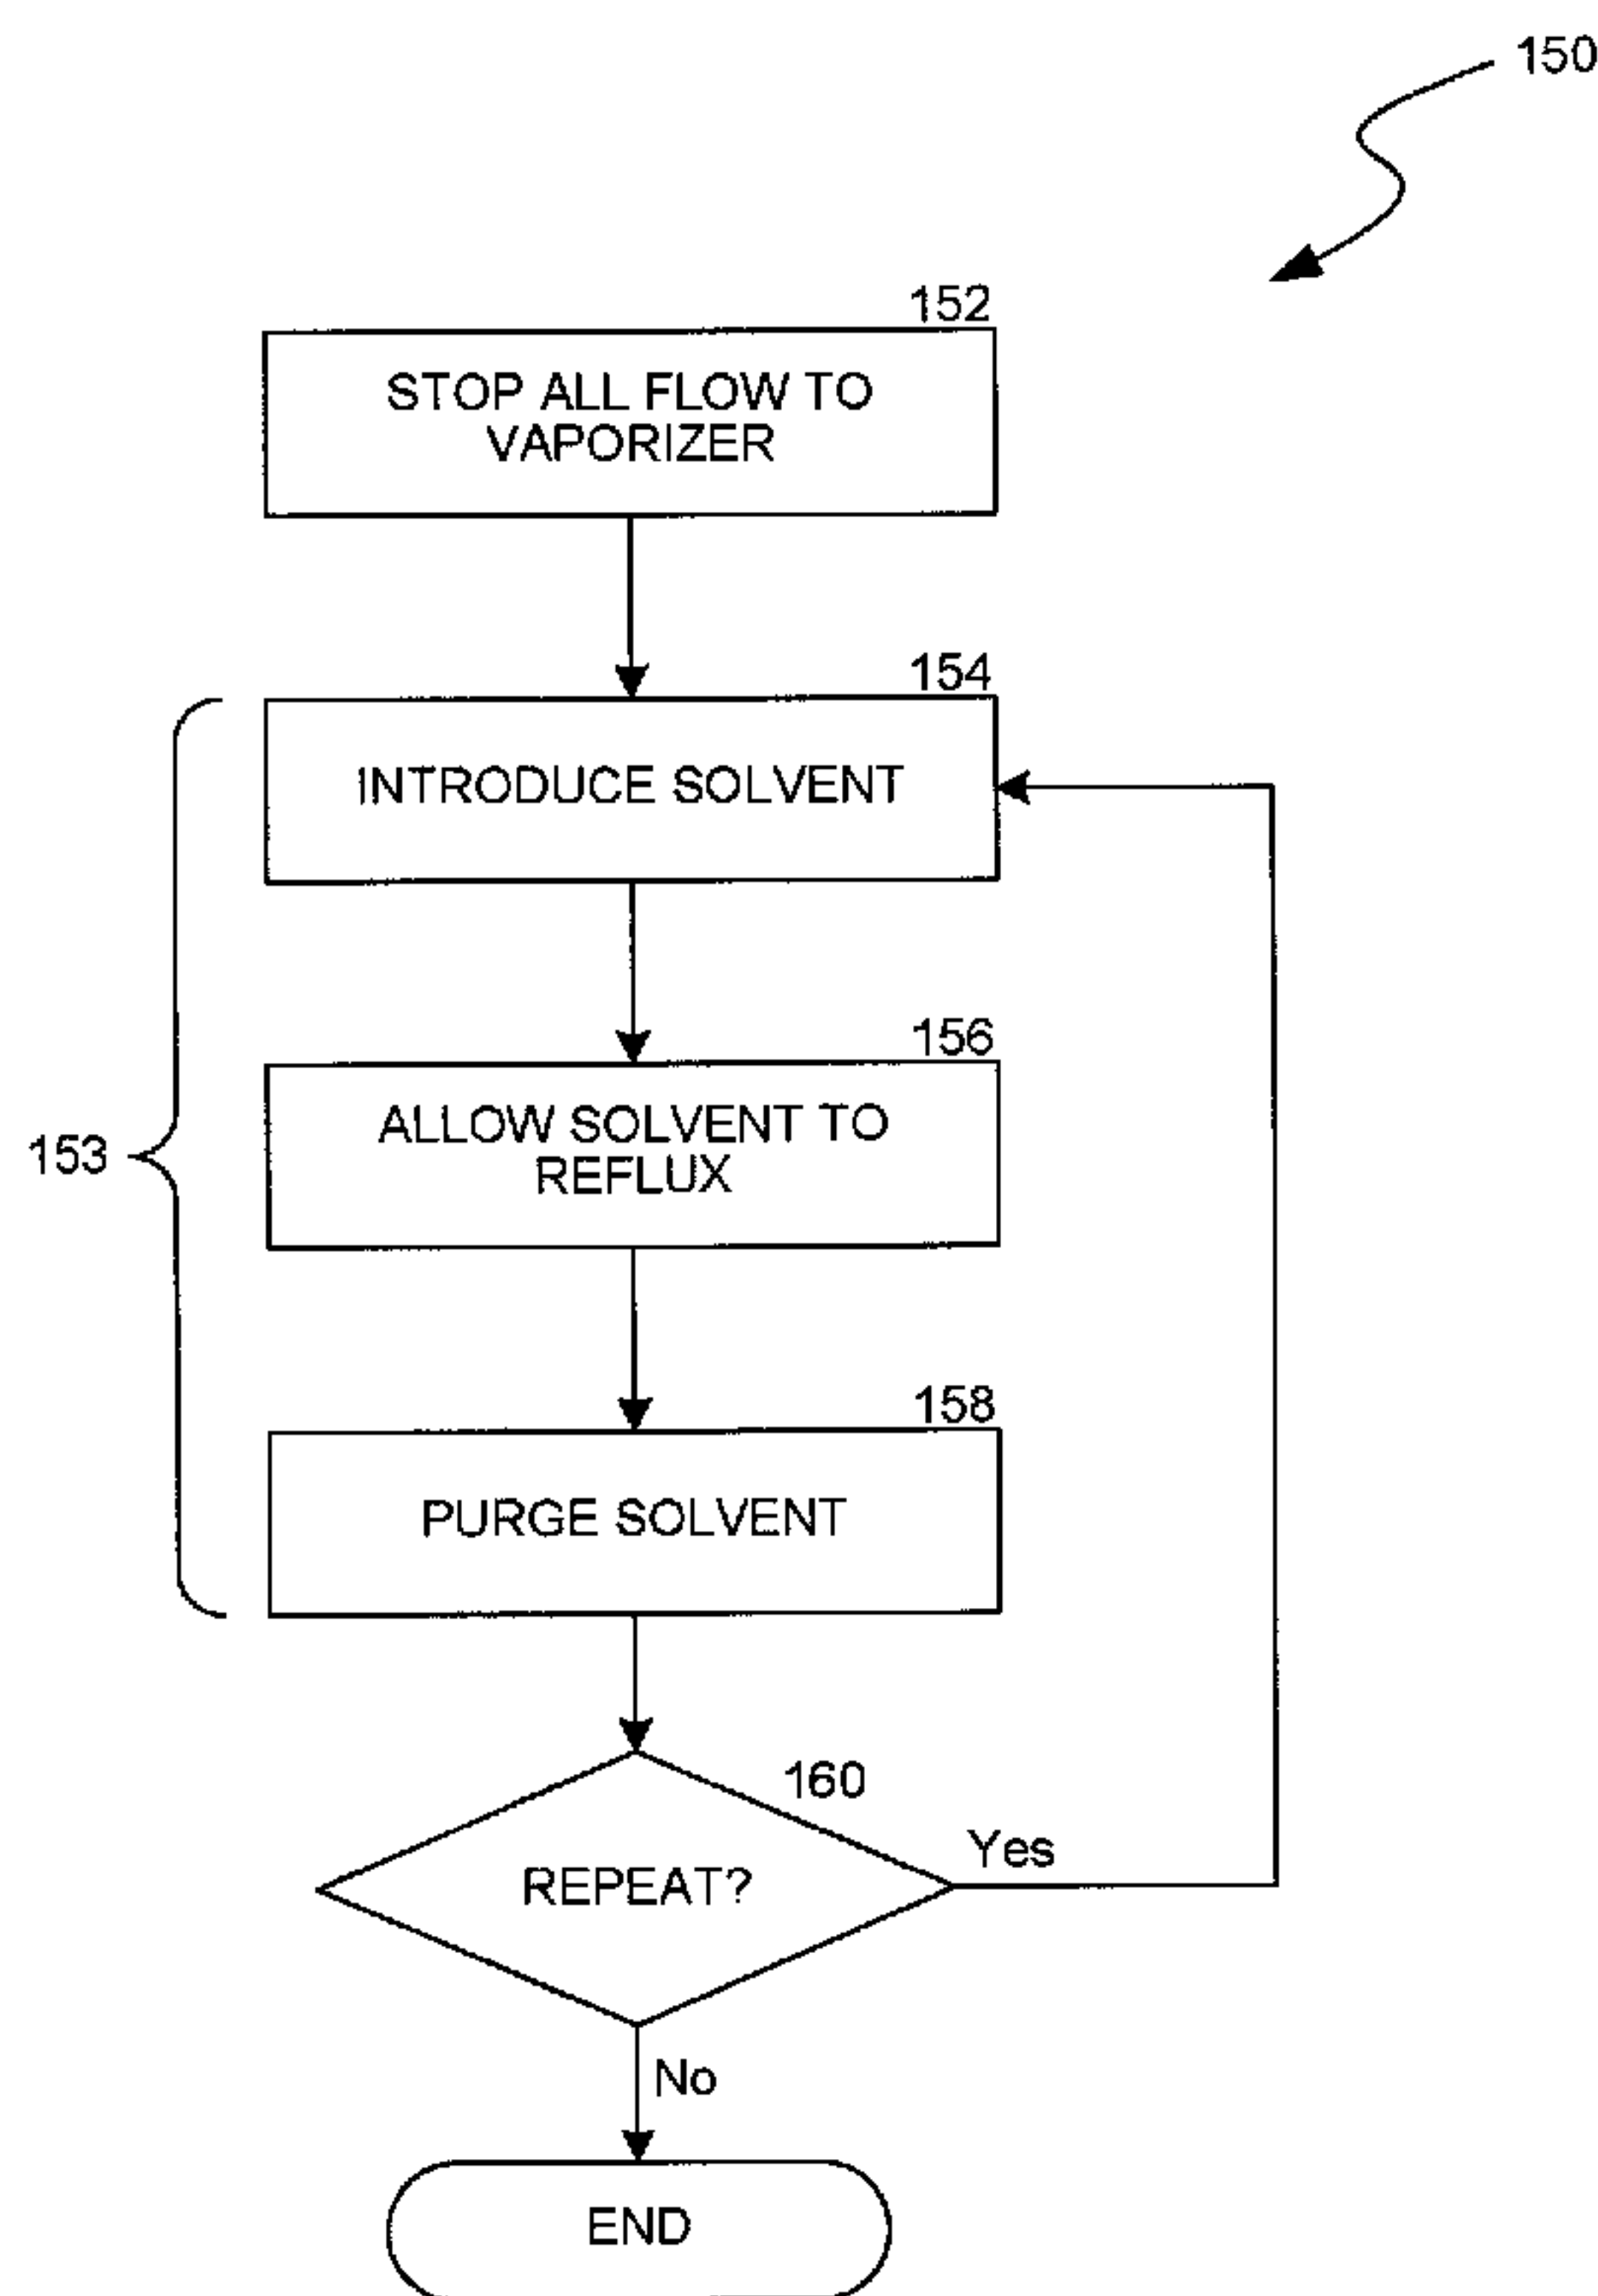 150
152
STOP ALL FLOW TO
VAPORIZER
154
INTRODUCE SOLVENT
156
ALLOW SOLVENT TO
REFLUX
153
158
PURGE SOLVENT
160
REPEAT?
Yes
No
END